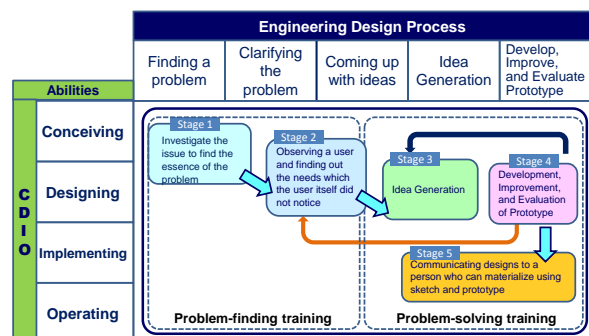 Engineering Design Process
Finding a
problem
Clarifying
the
problem
Coming up
with ideas
Idea
Generation
Develop,
Improve,
and Evaluate
Prototype
Abilities
C
D
I
O
Conceiving
Designing
Implementing
Operating
Stage 1
Investigate the
issue to find the
essence of the
problem
Stage 2
Observing a user
and finding out
the needs which
the user itself did
not notice
Stage 3
Idea Generation
Stage 4
Development,
Improvement,
and Evaluation
of Prototype
Stage 5
Communicating designs to a
person who can materialize using
sketch and prototype
Problem-finding training
Problem-solving training